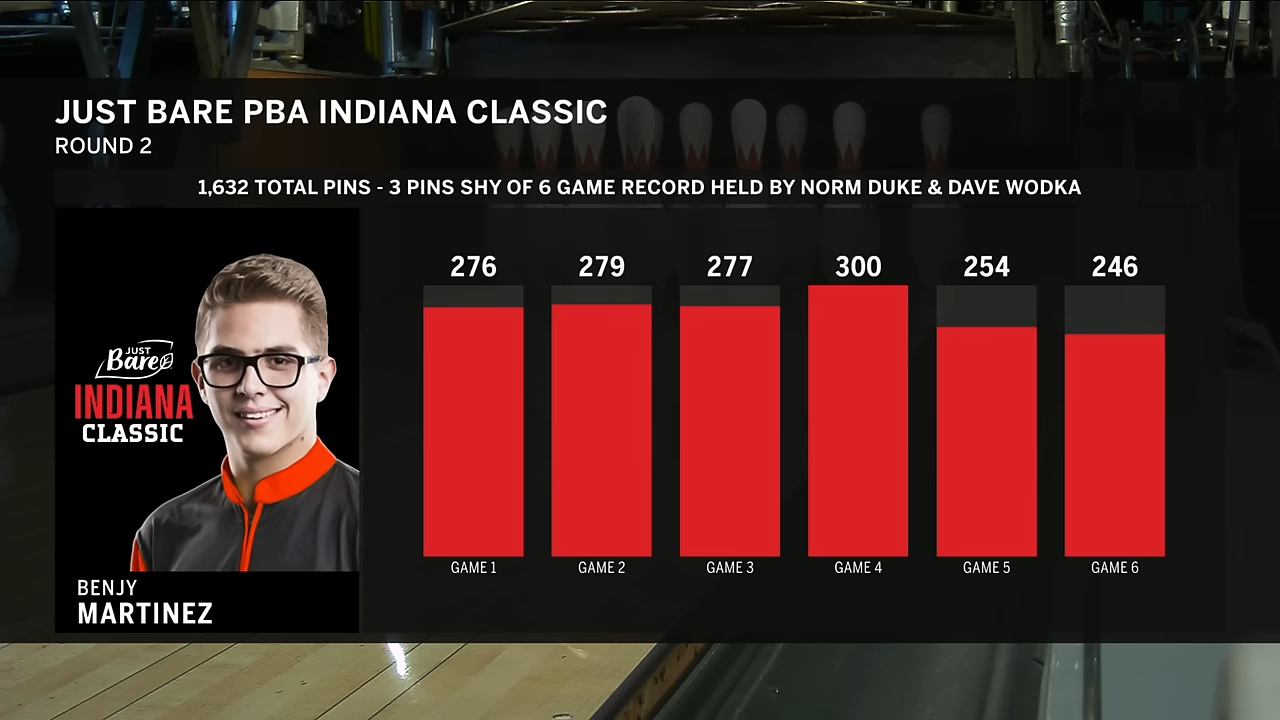 JUST BARE PBA INDIANA CLASSIC
ROUND 2
1,632 TOTAL PINS - 3 PINS SHY OF 6 GAME RECORD HELD BY NORM DUKE & DAVE WODKA
276 279 277 300 254 246
JUST
Bare
INDIANA
CLASSIC
GAME 1 GAME 2 GAME 3 GAME 4 GAME 5 GAME 6
BENJY
MARTINEZ